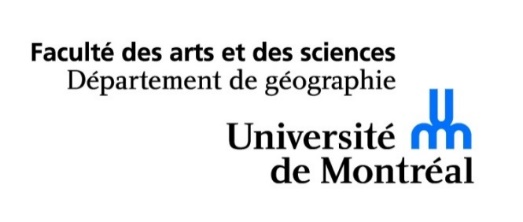 Faculté des arts et des sciences
Département de géographie
Université
de Montréal